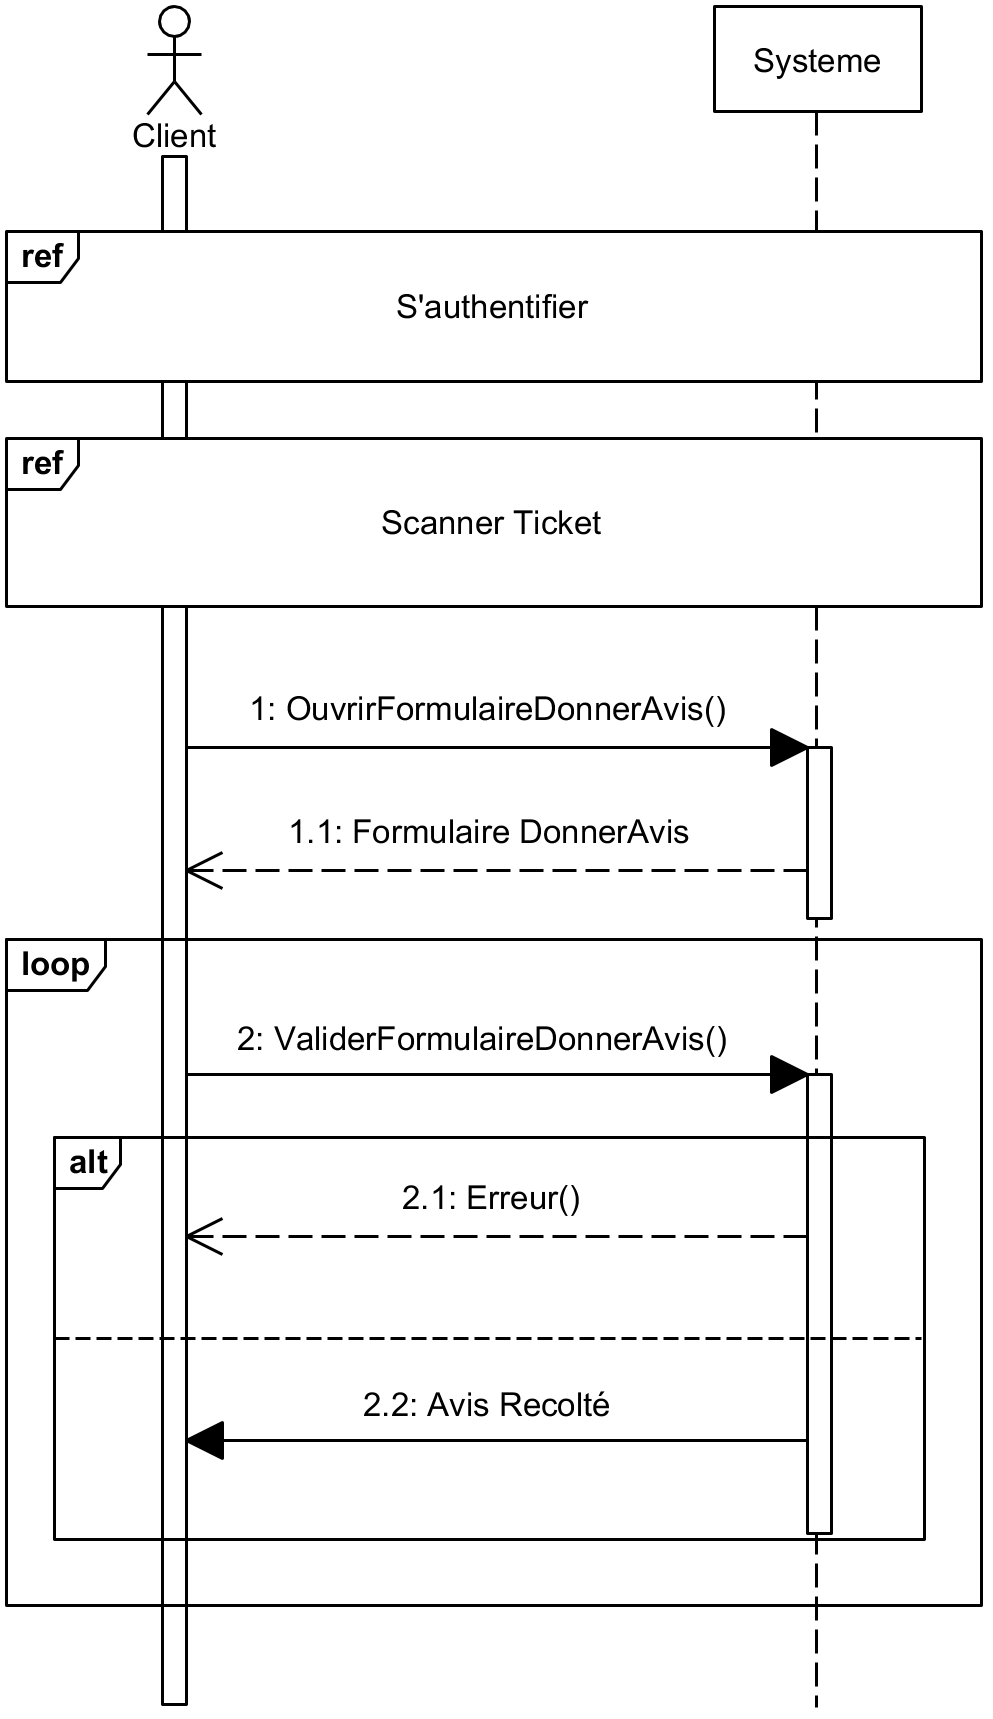 Client
Systeme
ref
S'authentifier
ref
Scanner Ticket
1: OuvrirFormulaireDonnerAvis()
1.1: Formulaire DonnerAvis
loop
2: ValiderFormulaireDonnerAvis()
alt
2.1: Erreur()
2.2: Avis Recolté